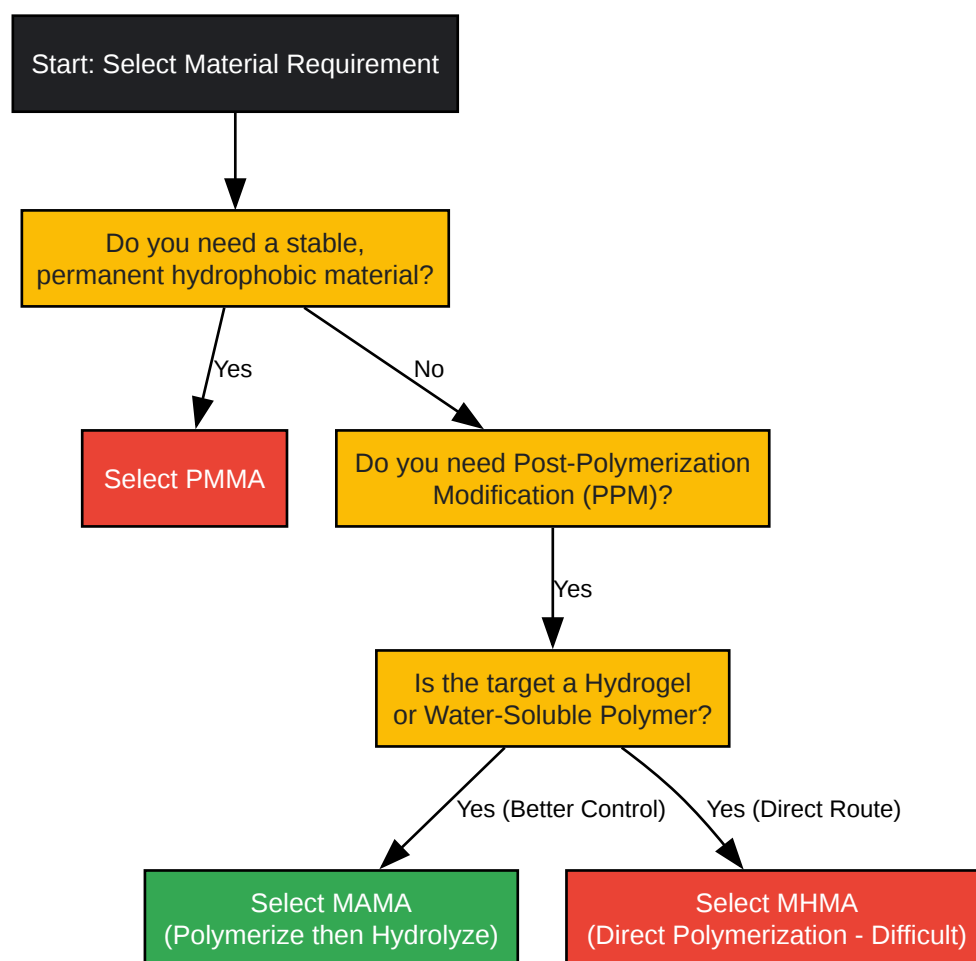 Start: Select Material Requirement
Do you need a stable,
permanent hydrophobic material?
Yes
No
Select PMMA
Do you need Post-Polymerization
Modification (PPM)?
Yes
Is the target a Hydrogel
or Water-Soluble Polymer?
Yes (Better Control)
Yes (Direct Route)
Select MAMA
(Polymerize then Hydrolyze)
Select MHMA
(Direct Polymerization - Difficult)